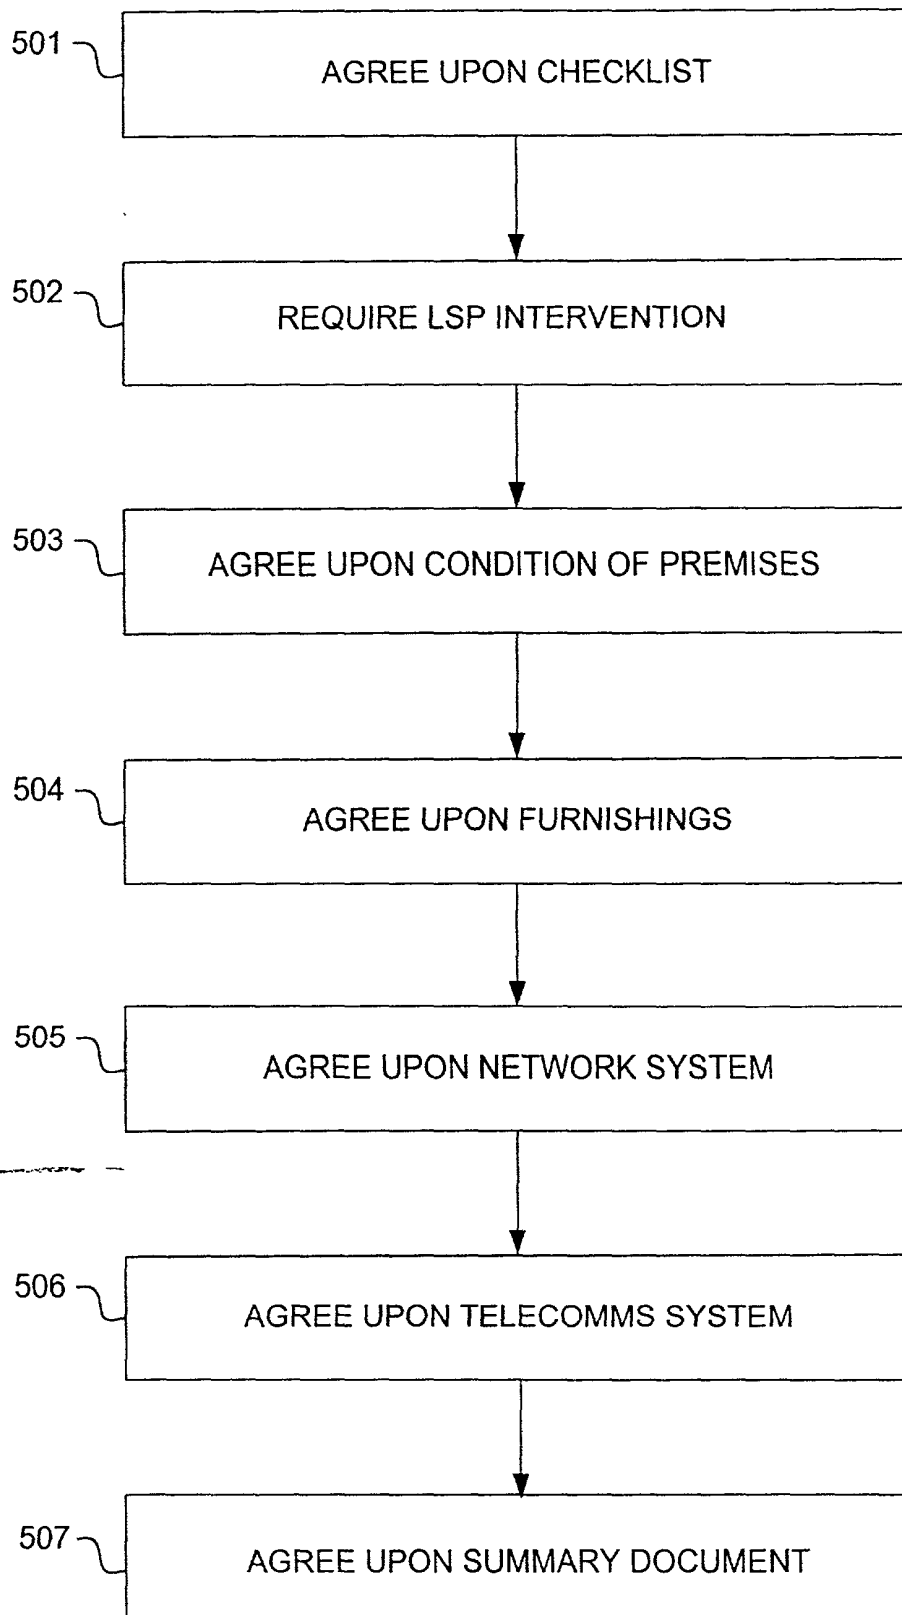 501
AGREE UPON CHECKLIST
502
REQUIRE LSP INTERVENTION
503
AGREE UPON CONDITION OF PREMISES
504
AGREE UPON FURNISHINGS
505
AGREE UPON NETWORK SYSTEM
506
AGREE UPON TELECOMMS SYSTEM
507
AGREE UPON SUMMARY DOCUMENT